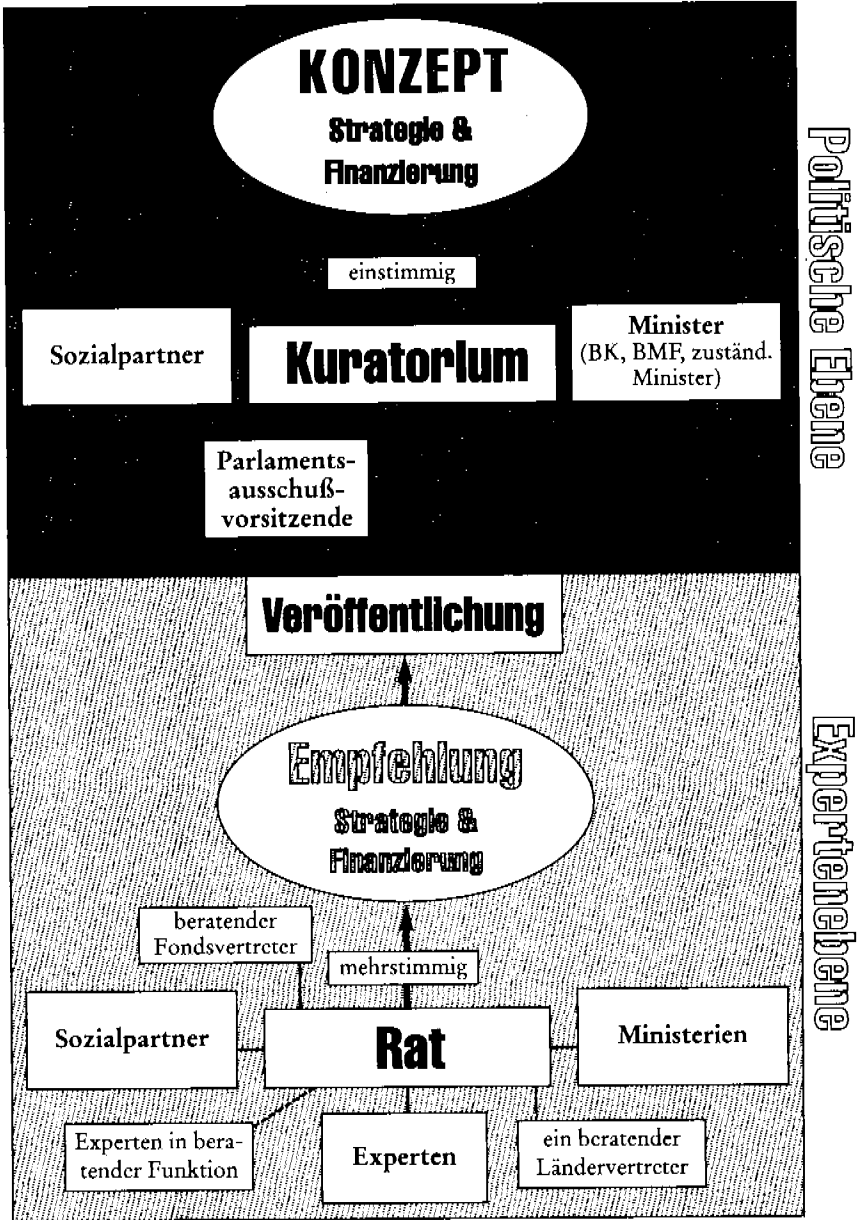 KONZEPT
Strategie &
Finanzierung
einstimmig
Sozialpartner
Kuratorium
Minister
(BK, BMF, zuständ.
Minister)
Parlaments-
ausschuß-
vorsitzende
Politische Ebene
Veröffentlichung
Empfehlung
Strategie &
Finanzierung
beratender
Fondsvertreter
mehrstimmig
Sozialpartner
Rat
Ministerien
Experten in bera-
tender Funktion
Experten
ein beratender
Ländervertreter
Expertenebene